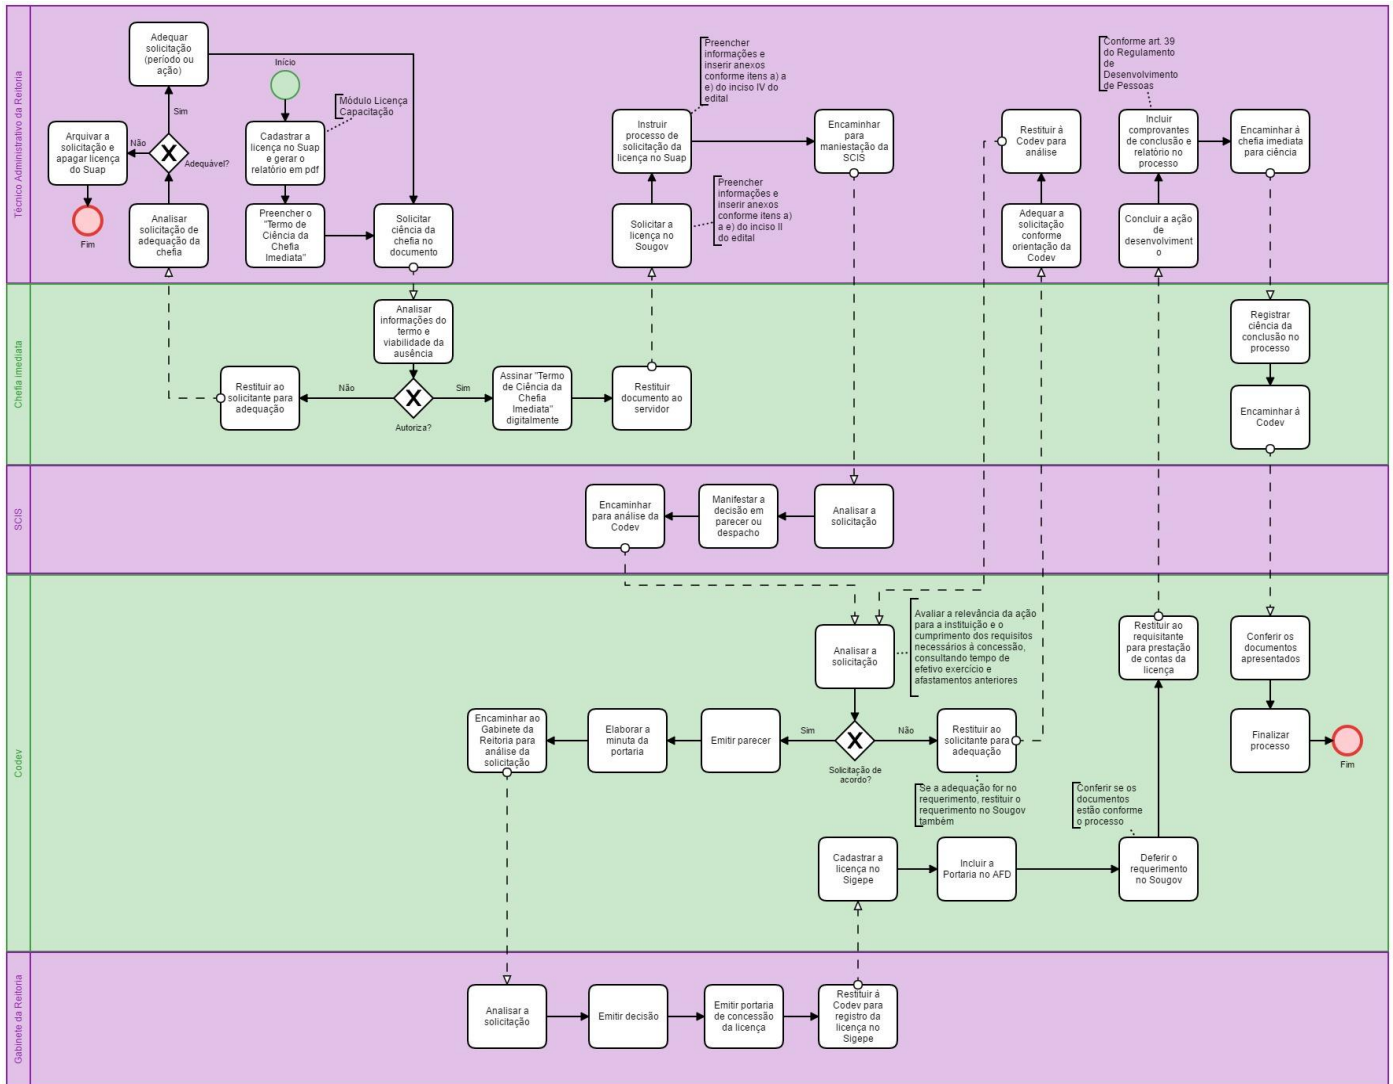 Técnico Administrativo da Reitoria
Adequar
solicitação
(período ou
ação)
Início
Sim
Módulo Licença
Capacitação
Arquivar a
solicitação e
apagar licença
do Suap
Não
Adequável?
Cadastrar a
licença no Suap
e gerar o
relatório em pdf
Fim
Analisar
solicitação de
adequação da
chefia
Preencher o
"Termo de
Ciência da
Chefia
Imediata"
Solicitar
ciência da
chefia no
documento
Preencher
informações e
inserir anexos
conforme itens a) a
e) do inciso IV do
edital
Instruir
processo de
solicitação da
licença no Suap
Encaminhar
para
maniestação da
SCIS
Solicitar a
licença no
Sougov
Preencher
informações e
inserir anexos
conforme itens a)
a e) do inciso II
do edital
Restituir á
Codev para
análise
Adequar a
solicitação
conforme
orientação da
Codev
Conforme art. 39
do Regulamento
de
Desenvolvimento
de Pessoas
Incluir
comprovantes
de conclusão e
relatório no
processo
Encaminhar á
chefia imediata
para ciência
Concluir a ação
de
desenvolviment
o
Chefia imediata
Analisar
informações do
termo e
viabilidade da
ausência
Restituir ao
solicitante para
adequação
Não
Autoriza?
Sim
Assinar "Termo
de Ciência da
Chefia
Imediata"
digitalmente
Restituir
documento ao
servidor
Registrar
ciência da
conclusão no
processo
Encaminhar á
Codev
SCIS
Encaminhar
para análise da
Codev
Manifestar a
decisão em
parecer ou
despacho
Analisar a
solicitação
Codev
Analisar a
solicitação
Avaliar a relevância da ação
para a instituição e o
cumprimento dos requisitos
necessários à concessão,
consultando tempo de
efetivo exercício e
afastamentos anteriores
Restituir ao
requisitante
para prestação
de contas da
licença
Conferir os
documentos
apresentados
Encaminhar ao
Gabinete da
Reitoria para
análise da
solicitação
Elaborar a
minuta da
portaria
Emitir parecer
Sim
Solicitação de
acordo?
Não
Restituir ao
solicitante para
adequação
Finalizar
processo
Fim
Se a adequação for no
requerimento, restituir o
requerimento no Sougov
também
Conferir se os
documentos
estão conforme
o processo
Cadastrar a
licença no
Sigepe
Incluir a
Portaria no AFD
Deferir o
requerimento
no Sougov
Gabinete da Reitoria
Analisar a
solicitação
Emitir decisão
Emitir portaria
de concessão
da licença
Restituir á
Codev para
registro da
licença no
Sigepe